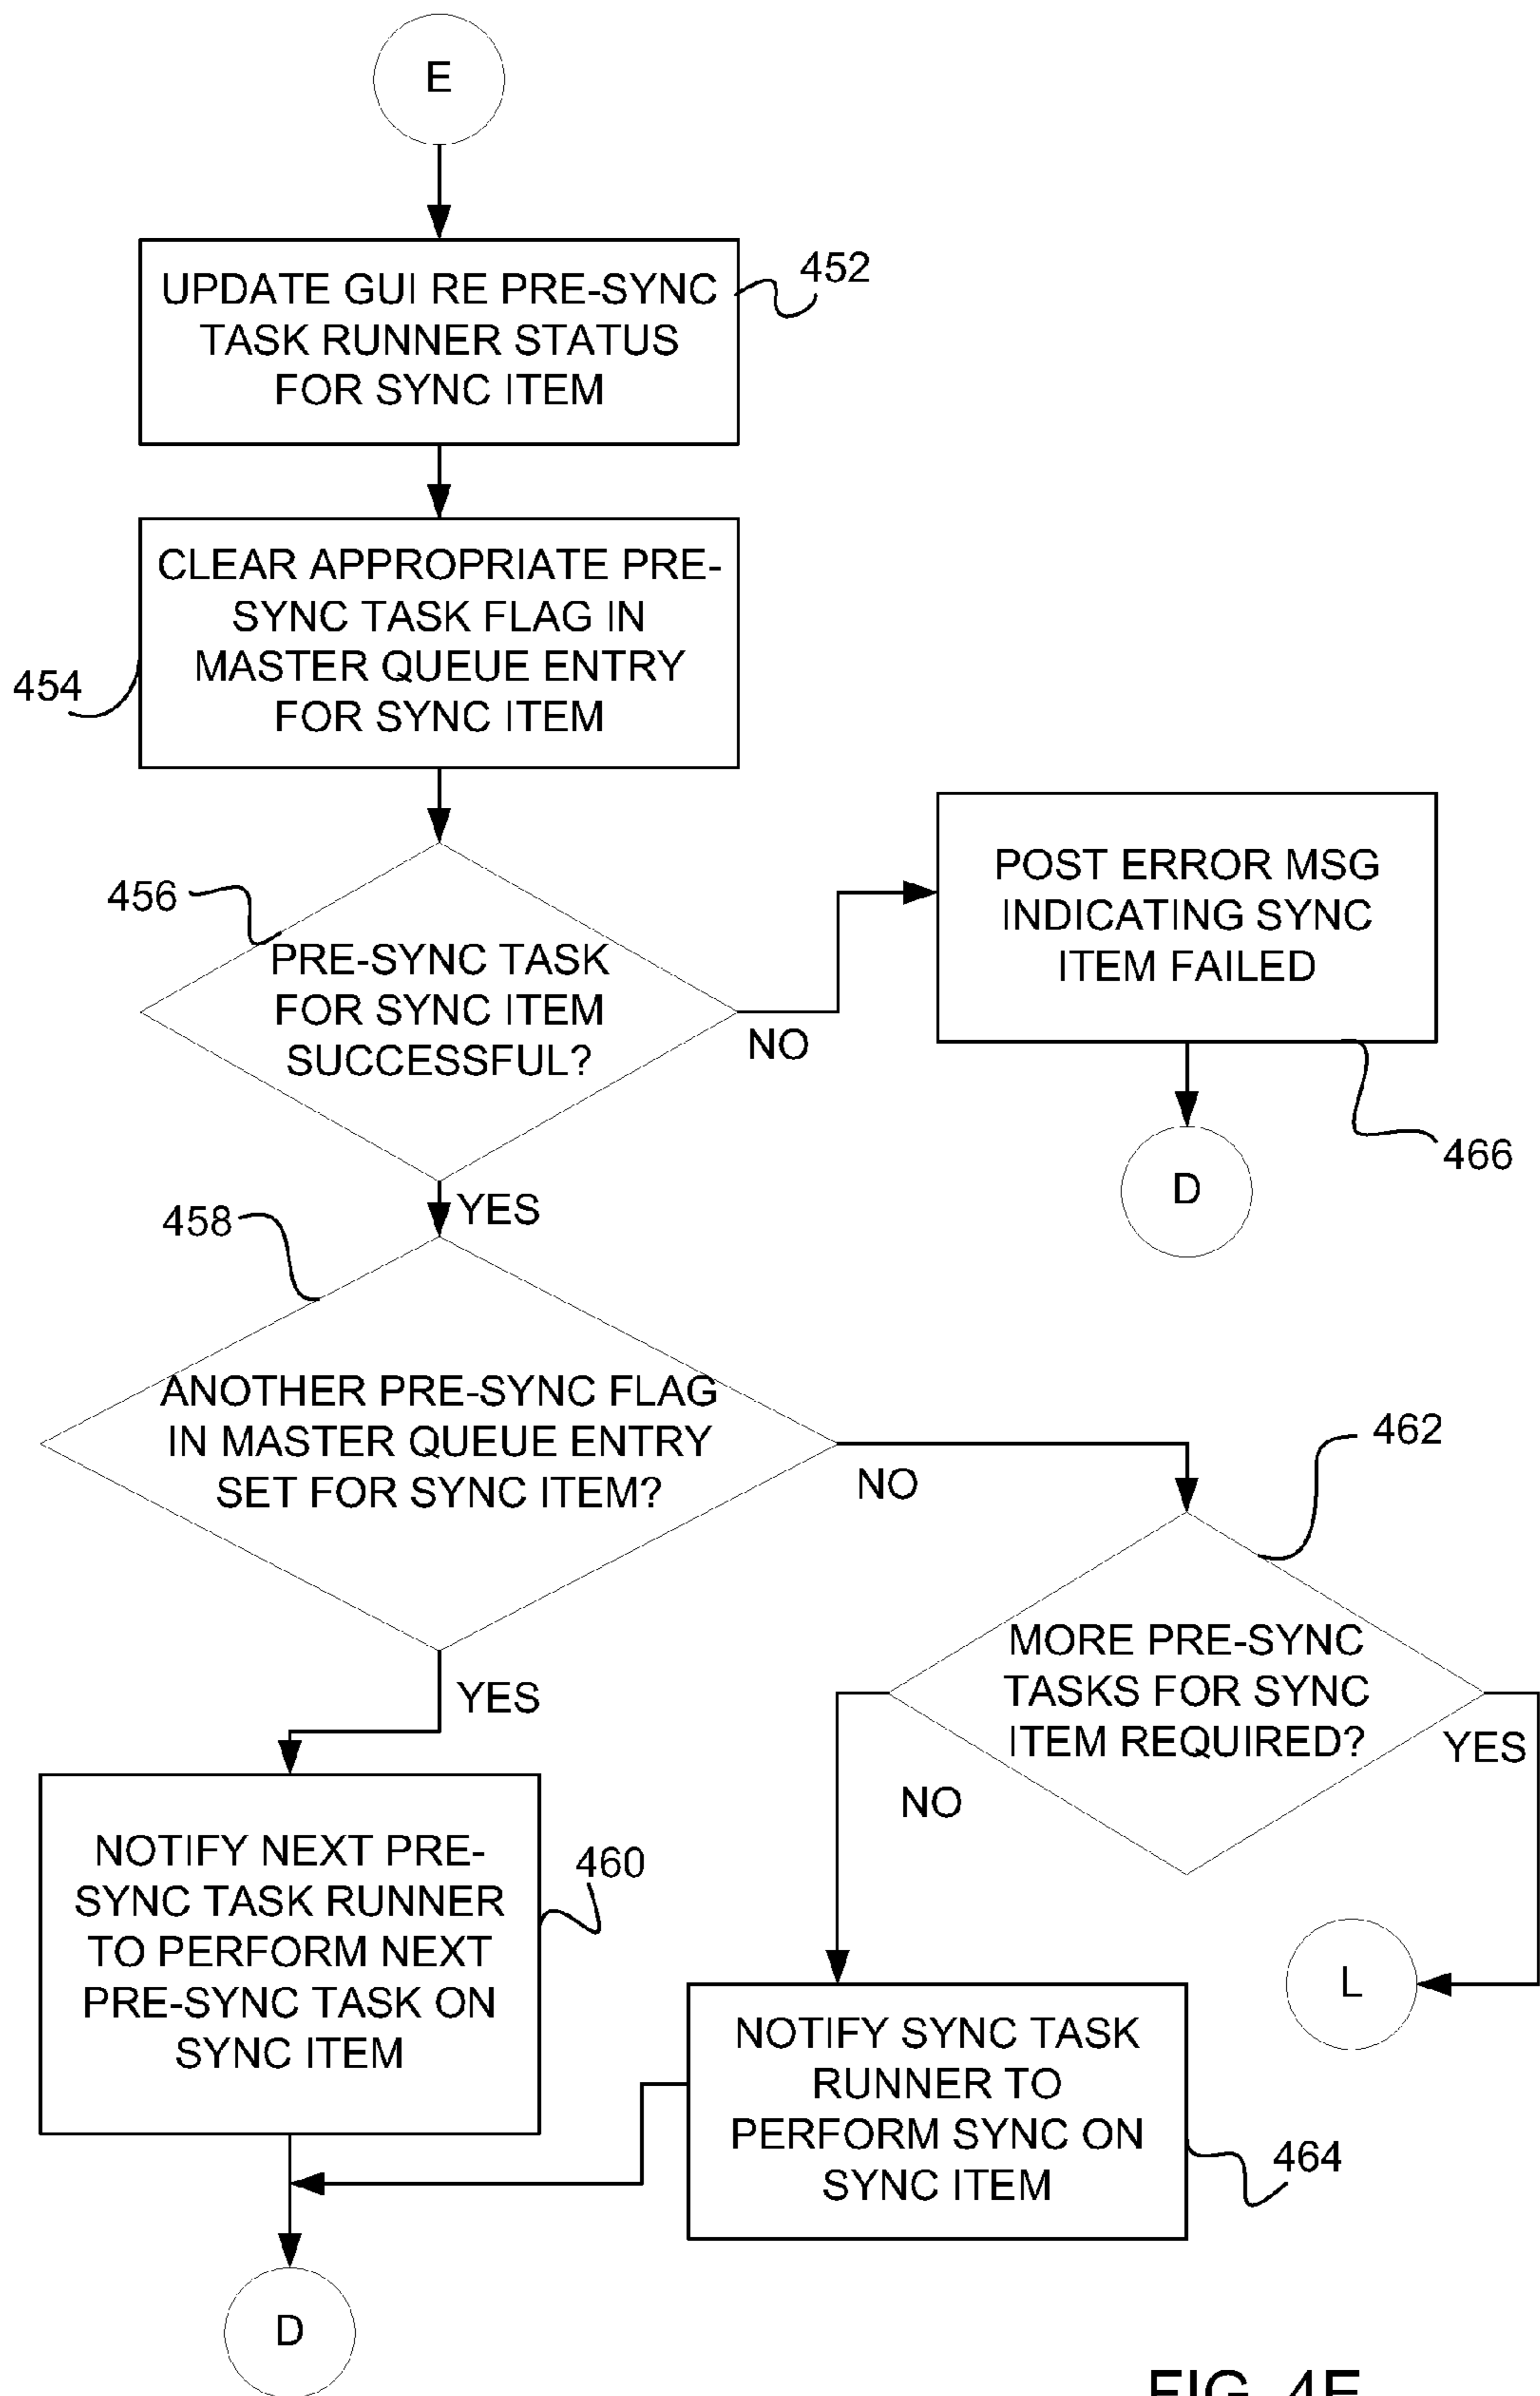 E
UPDATE GUI RE PRE-SYNC
TASK RUNNER STATUS
FOR SYNC ITEM
452
CLEAR APPROPRIATE PRE-
SYNC TASK FLAG IN
MASTER QUEUE ENTRY
FOR SYNC ITEM
454
456
PRE-SYNC TASK
FOR SYNC ITEM
SUCCESSFUL?
NO
POST ERROR MSG
INDICATING SYNC
ITEM FAILED
466
D
YES
458
ANOTHER PRE-SYNC FLAG
IN MASTER QUEUE ENTRY
SET FOR SYNC ITEM?
NO
462
MORE PRE-SYNC
TASKS FOR SYNC
ITEM REQUIRED?
YES
NO
YES
NOTIFY NEXT PRE-
SYNC TASK RUNNER
TO PERFORM NEXT
PRE-SYNC TASK ON
SYNC ITEM
460
L
NOTIFY SYNC TASK
RUNNER TO
PERFORM SYNC ON
SYNC ITEM
464
D
FIG. 4E